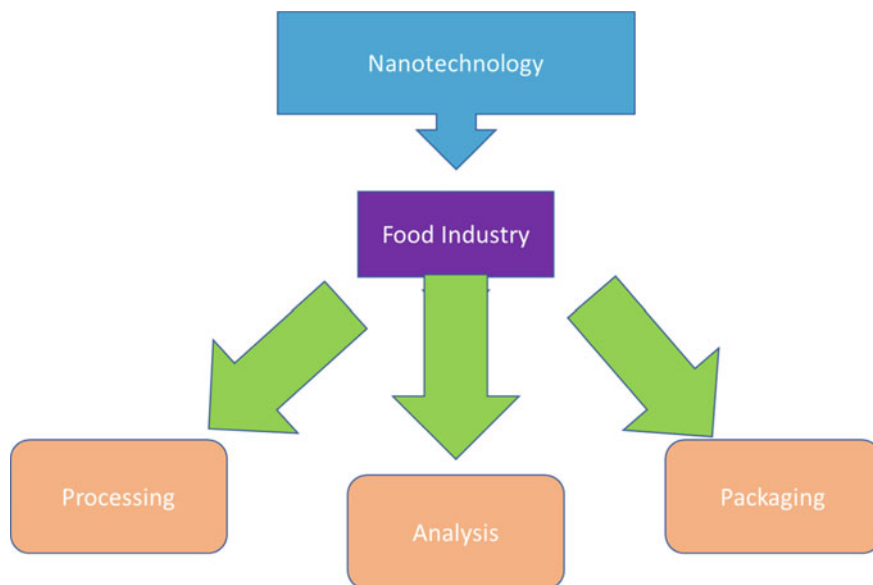 Nanotechnology
Food Industry
Processing
Analysis
Packaging